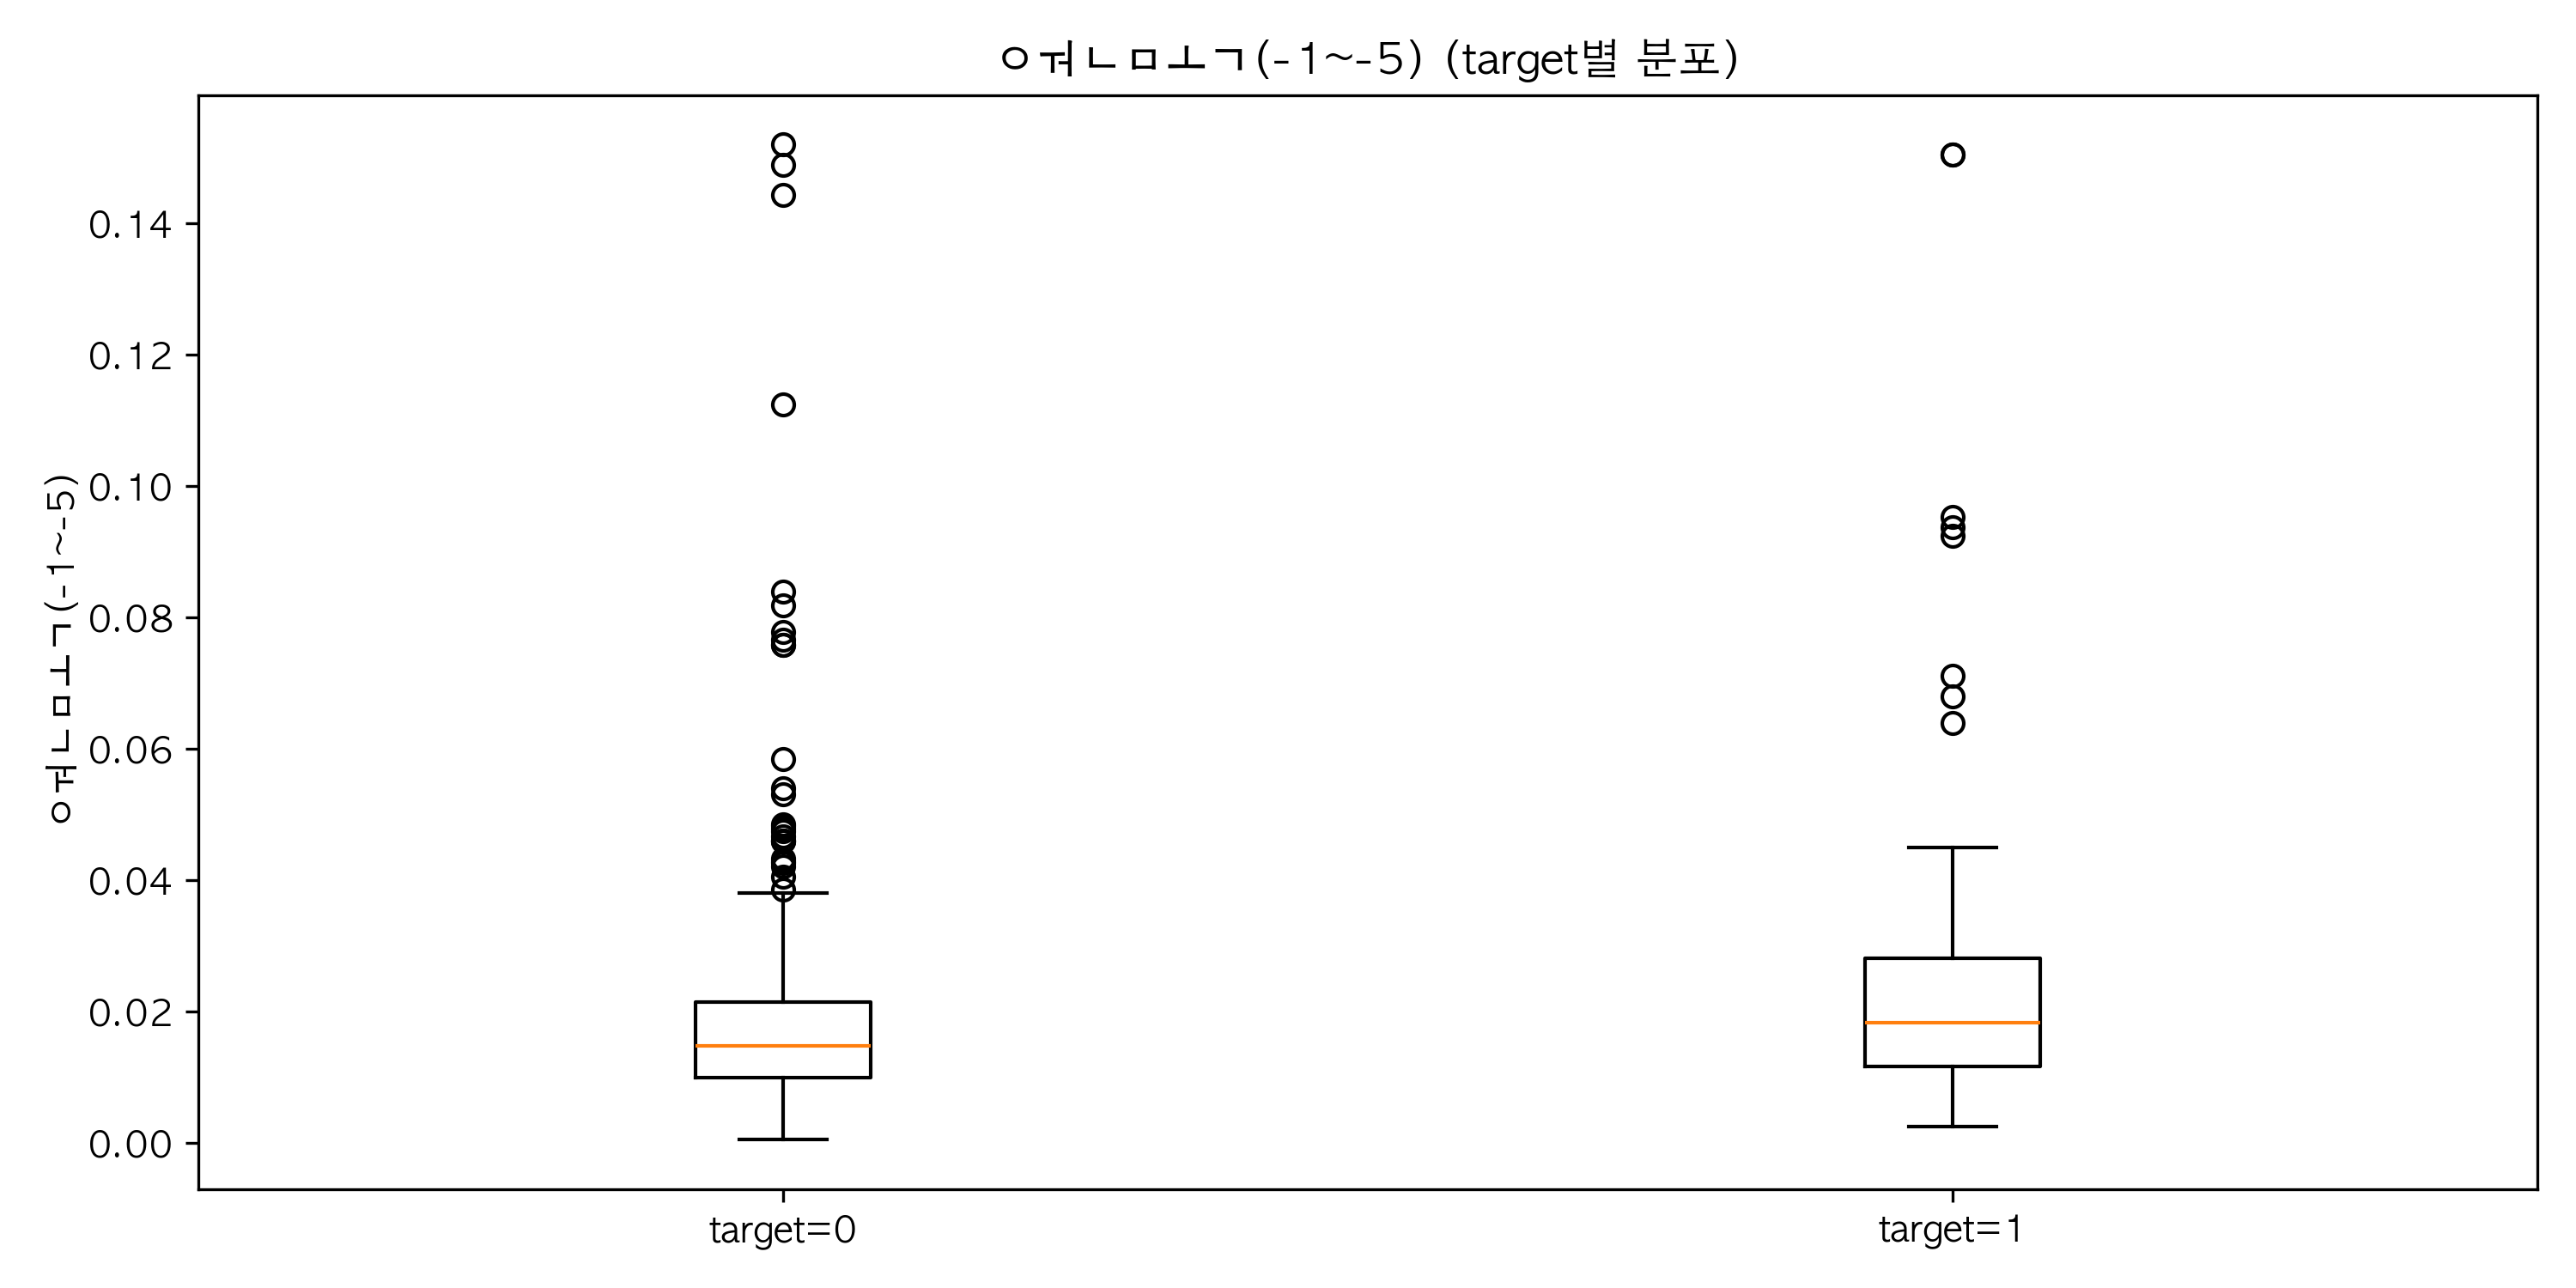 ㅇㅝㄴㅁㅗㄱ(-1~-5) (target별 분포)
ㅇㅝㄴㅁㅗㄱ(-1~-5)
0.14
0.12
0.10
0.08
0.06
0.04
0.02
0.00
target=0
target=1